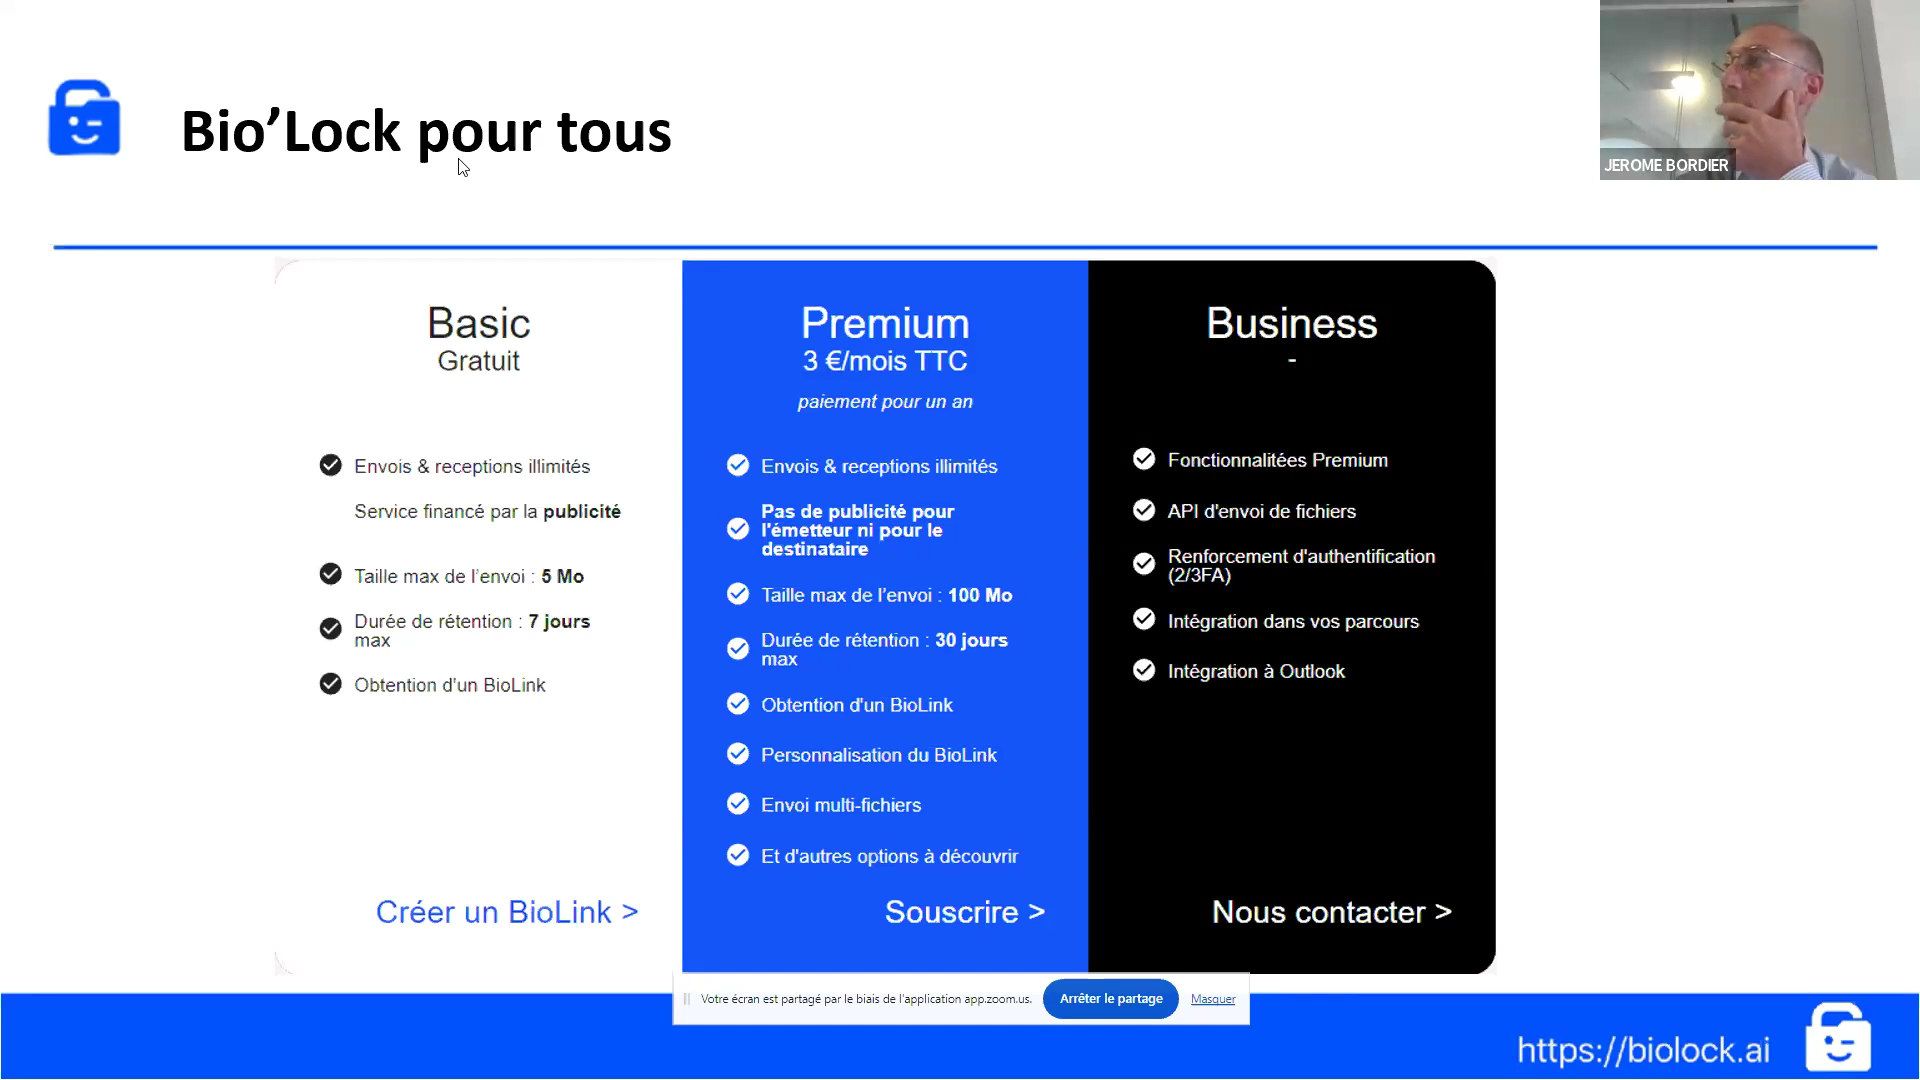 Bio’Lock pour tous
JEROME BORDIER
Basic
Gratuit
Envois & receptions illimités
Service financé par la publicité
Taille max de l’envoi : 5 Mo
Durée de rétention : 7 jours
max
Obtention d'un BioLink
Créer un BioLink >
Premium
3 €/mois TTC
paiement pour un an
Envois & receptions illimités
Pas de publicité pour
l'émetteur ni pour le
destinataire
Taille max de l’envoi : 100 Mo
Durée de rétention : 30 jours
max
Obtention d'un BioLink
Personnalisation du BioLink
Envoi multi-fichiers
Et d'autres options à découvrir
Souscrire >
Business
-
Fonctionnalitées Premium
API d'envoi de fichiers
Renforcement d'authentification
(2/3FA)
Intégration dans vos parcours
Intégration à Outlook
Nous contacter >
Votre écran est partagé par le biais de l'application app.zoom.us.
Arrêter le partage
Masquer
https://biolock.ai